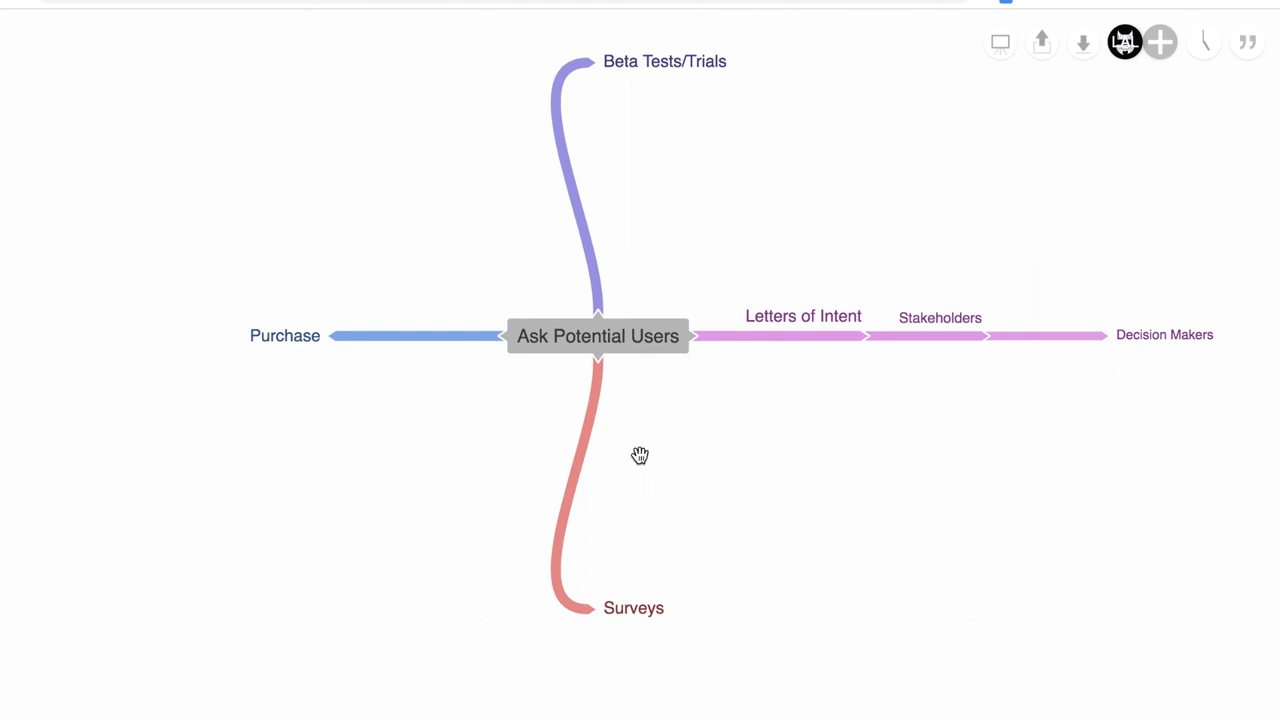 Beta Tests/Trials
Purchase
Ask Potential Users
Letters of Intent
Stakeholders
Decision Makers
Surveys